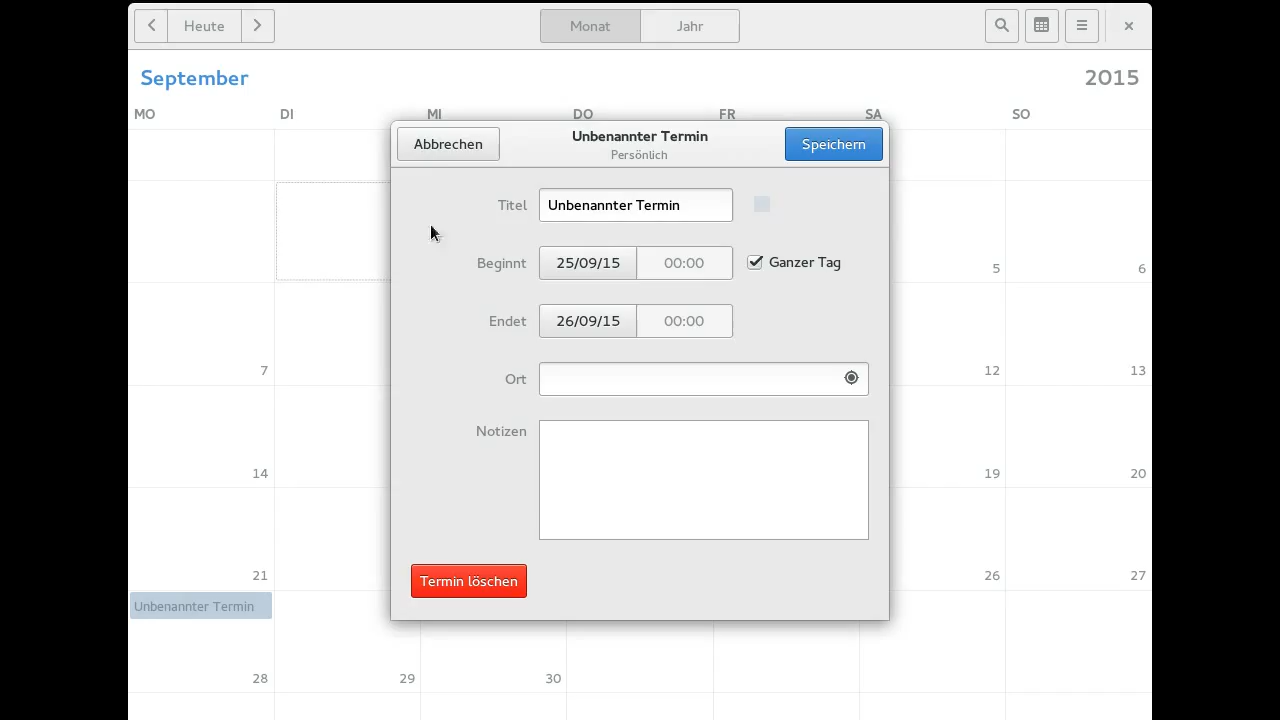 Heute
Monat
Jahr
September
2015
MO
DI
MI
DO
FR
SA
SO
Abbrechen
Unbenannter Termin
Persönlich
Speichern
Titel
Unbenannter Termin
Beginnt
25/09/15
00:00
Ganzer Tag
5
6
Endet
26/09/15
00:00
7
12
13
Ort
Notizen
14
19
20
21
26
27
Termin löschen
Unbenannter Termin
28
29
30